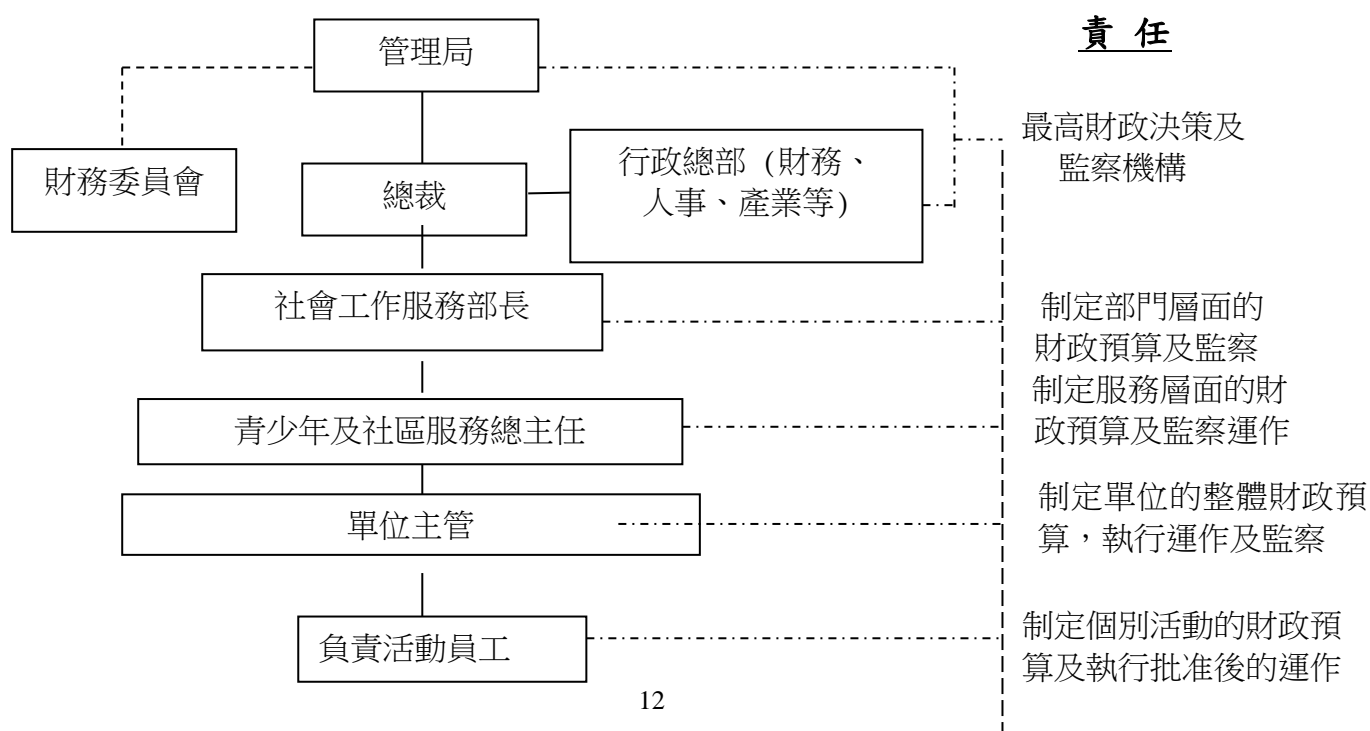 責 任
管理局
最高財政決策及
監察機構
財務委員會
總裁
行政總部 (財務、
人事、產業等)
社會工作服務部長
制定部門層面的
財政預算及監察
青少年及社區服務總主任
制定服務層面的財
政預算及監察運作
單位主管
制定單位的整體財政預
算，執行運作及監察
負責活動員工
制定個別活動的財政預
算及執行批准後的運作
12